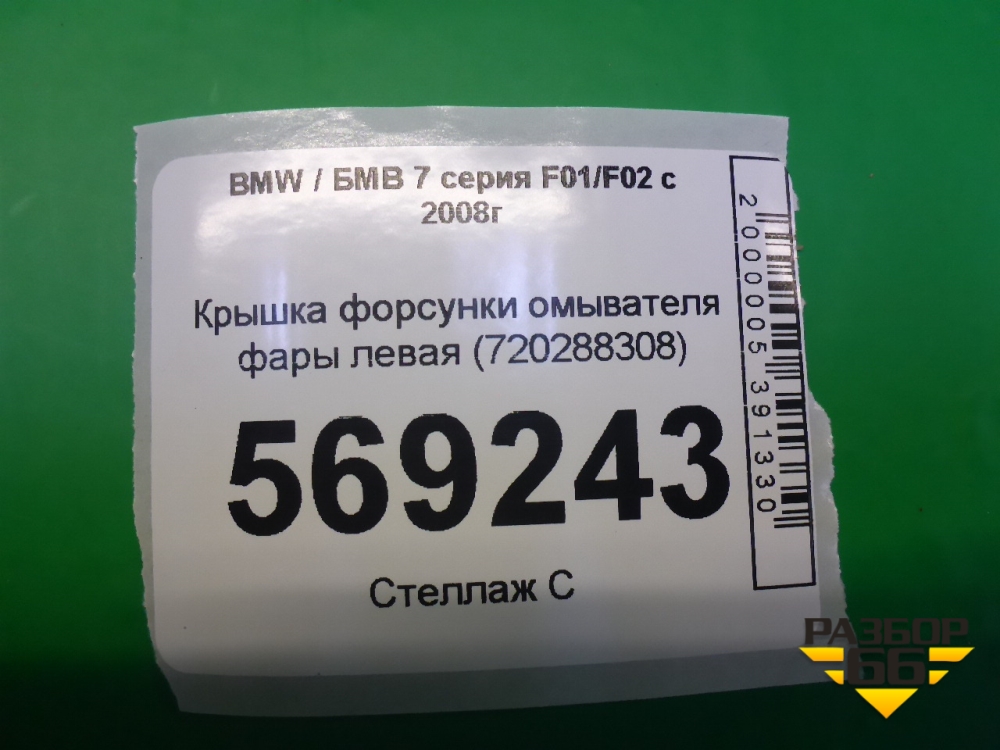 BMW / БМВ 7 серия F01/F02 с
2008г
Крышка форсунки омывателя
фары левая (720288308)
569243
Стеллаж С
2000005391330
РАЗБОР
66